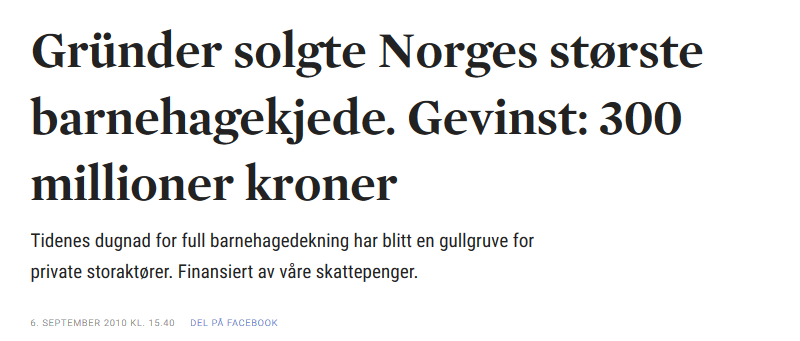 Gründer solgte Norges største
barnehagekjede. Gevinst: 300
millioner kroner
Tidenes dugnad for full barnehagedekning har blitt en gullgruve for
private storaktører. Finansiert av våre skattepenger.
6. SEPTEMBER 2010 KL. 15.40 DEL PÅ FACEBOOK